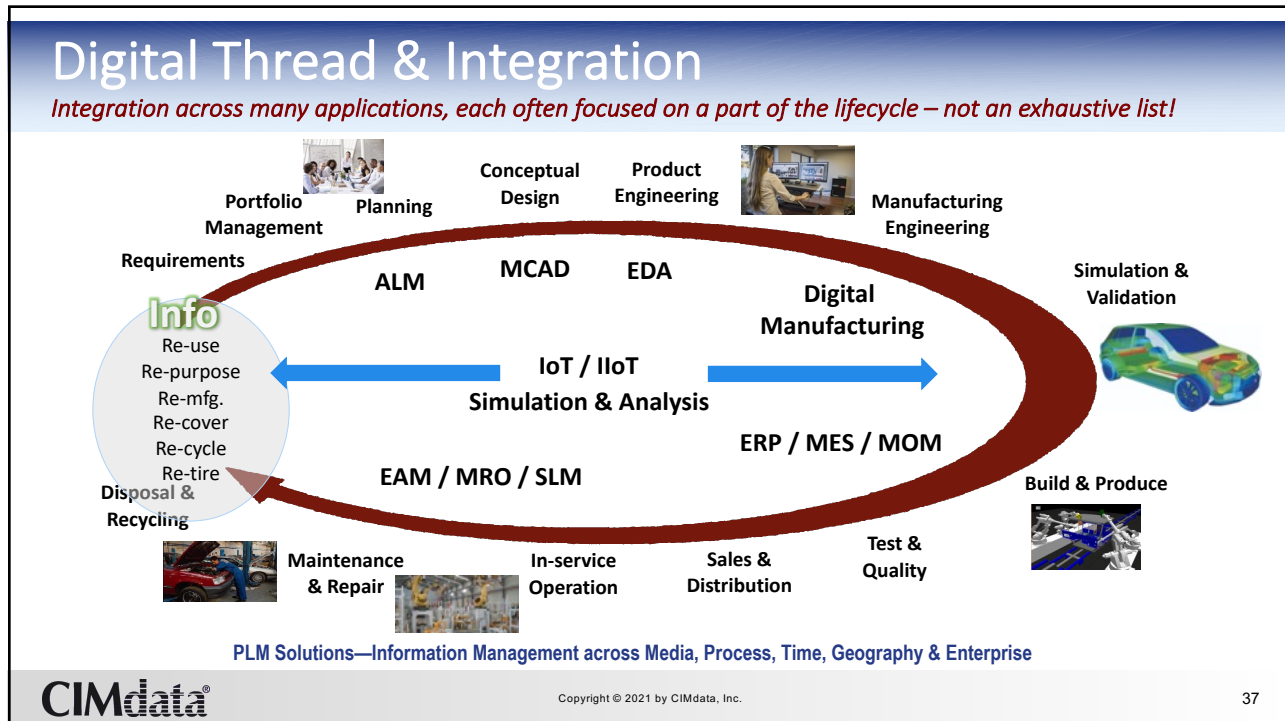 Digital Thread & Integration
Integration across many applications, each often focused on a part of the lifecycle – not an exhaustive list!
Requirements
Portfolio
Management
Planning
Conceptual
Design
Product
Engineering
Manufacturing
Engineering
Simulation &
Validation
ALM
MCAD
EDA
Digital
Manufacturing
Info
Re-use
Re-purpose
Re-mfg.
Re-cover
Re-cycle
Re-tire
IoT / IIoT
Simulation & Analysis
ERP / MES / MOM
EAM / MRO / SLM
Build & Produce
Test &
Quality
Sales &
Distribution
In-service
Operation
Maintenance
& Repair
Disposal &
Recycling
PLM Solutions—Information Management across Media, Process, Time, Geography & Enterprise
CIMdata®
Copyright © 2021 by CIMdata, Inc.
37